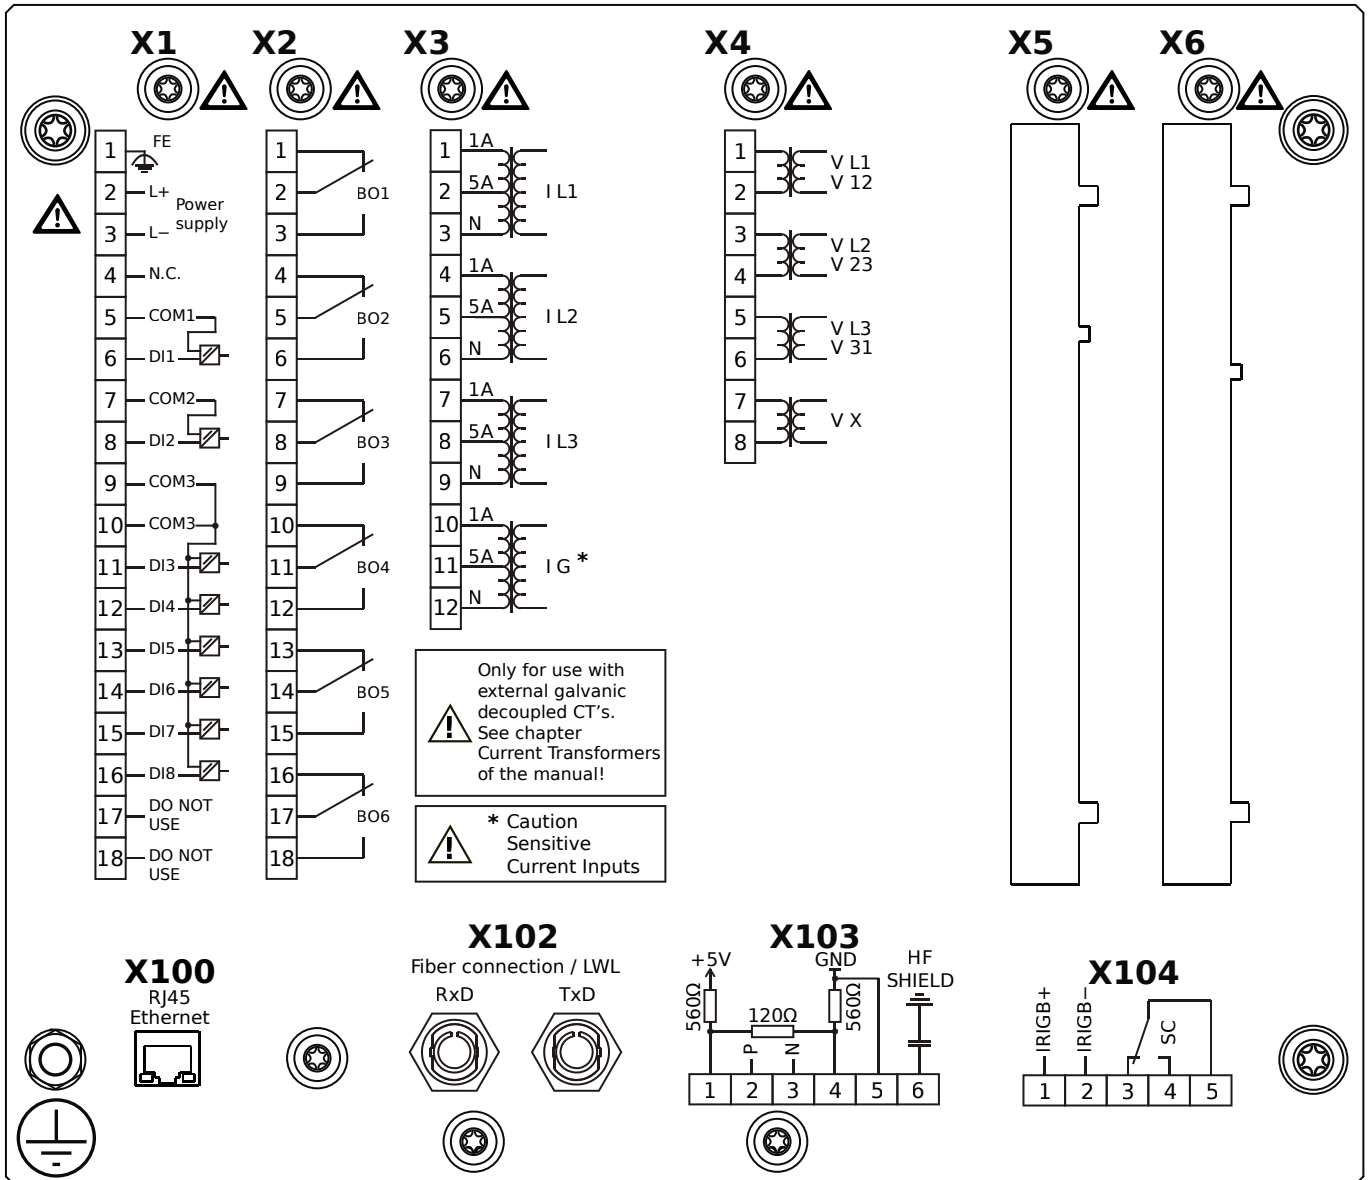 X1
X2
X3
X4
X5
X6
1 FE
2 L+
Power
supply
3 L−
4 N.C.
5 COM1
6 DI1
7 COM2
8 DI2
9 COM3
10 COM3
11 DI3
12 DI4
13 DI5
14 DI6
15 DI7
16 DI8
17 DO NOT
USE
18 DO NOT
USE
1
2 BO1
3
4
5 BO2
6
7
8 BO3
9
10
11 BO4
12
13
14 BO5
15
16
17 BO6
18
1 1A
2 5A I L1
3 N
4 1A
5 5A I L2
6 N
7 1A
8 5A I L3
9 N
10 1A
11 5A I G *
12 N
Only for use with
external galvanic
decoupled CT's.
See chapter
Current Transformers
of the manual!
* Caution
Sensitive
Current Inputs
1 V L1
2 V 12
3 V L2
4 V 23
5 V L3
6 V 31
7
V X
8
X100
RJ45
Ethernet
X102
Fiber connection / LWL
RxD TxD
X103
+5V GND HF
SHIELD
560Ω 120Ω 560Ω
P N
1 2 3 4 5 6
X104
IRIGB+ IRIGB− SC
1 2 3 4 5